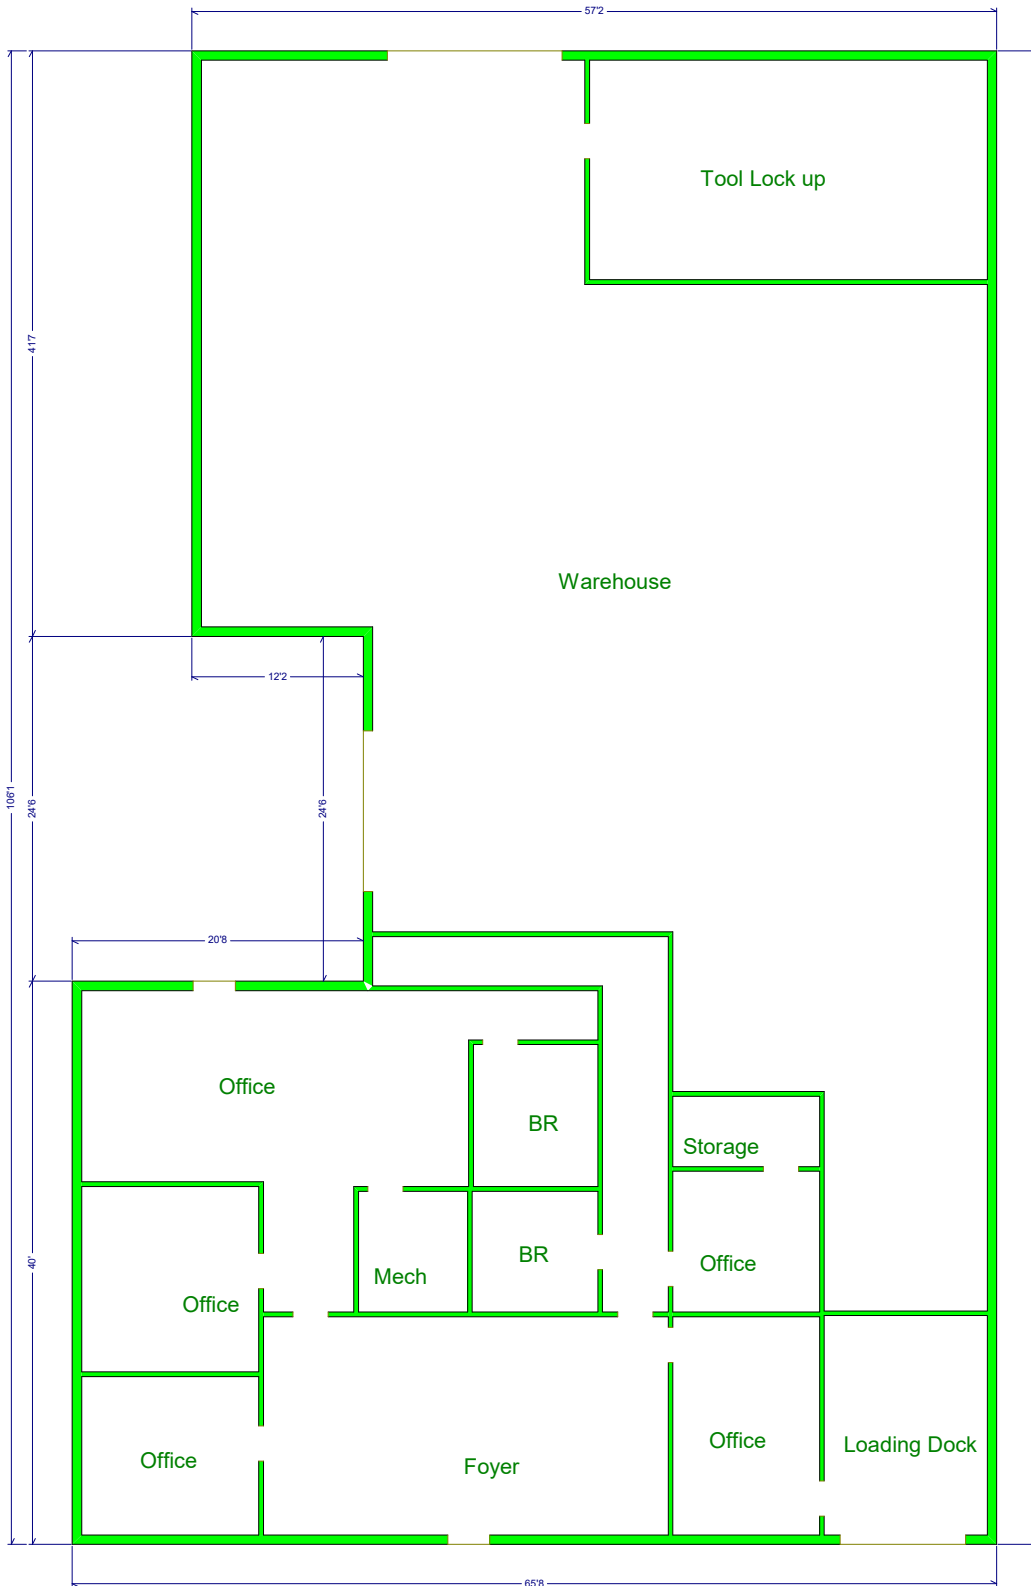 57'2
Tool Lock up
41'7
Warehouse
12'2
106'1
24'6
24'6
20'8
Office
BR
Storage
40'
BR
Office
Mech
Office
Office
Loading Dock
Office
Foyer
65'8